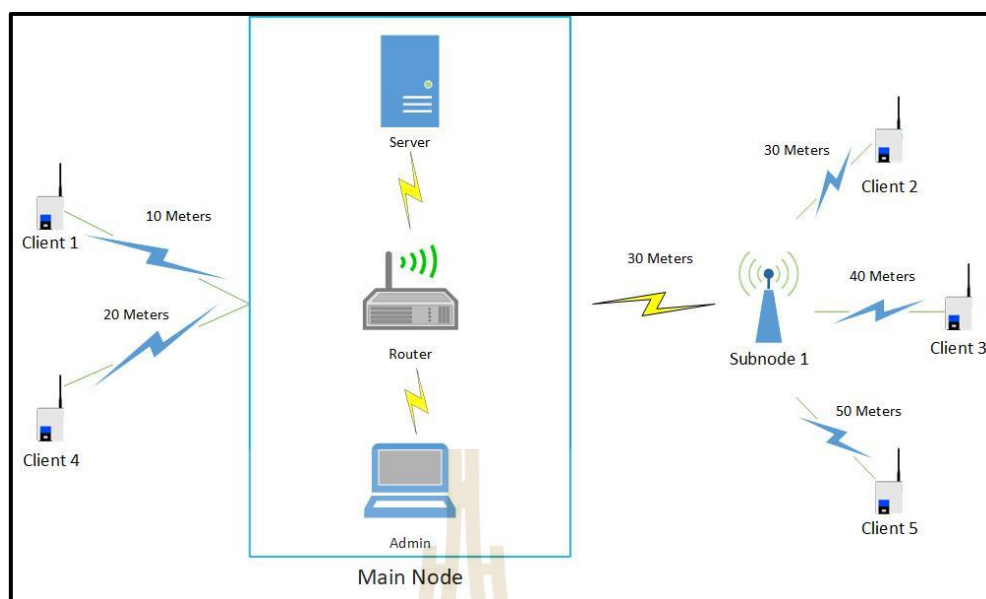 Server
30 Meters
Client 2
10 Meters
Client 1
30 Meters
40 Meters
20 Meters
Router
Subnode 1
Client 3
50 Meters
Client 4
Client 5
Admin
Main Node